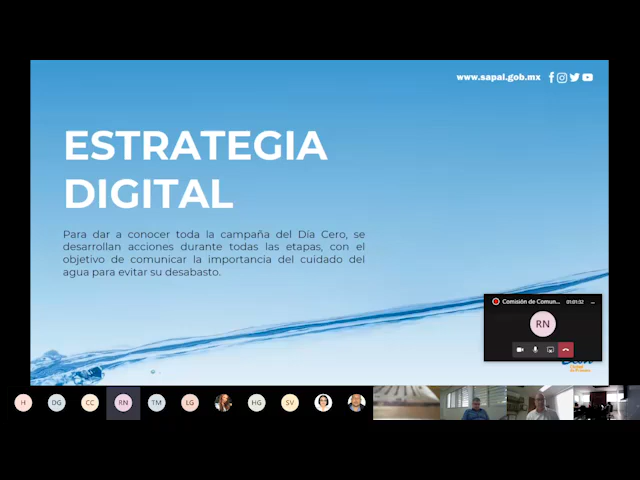 www.sapal.gob.mx
ESTRATEGIA
DIGITAL
Para dar a conocer toda la campaña del Día Cero, se
desarrollan acciones durante todas las etapas, con el
objetivo de comunicar la importancia del cuidado del
agua para evitar su desabasto.
Comisión de Comun... 01:01:32
RN
H DG CC RN T.M LG HG SV